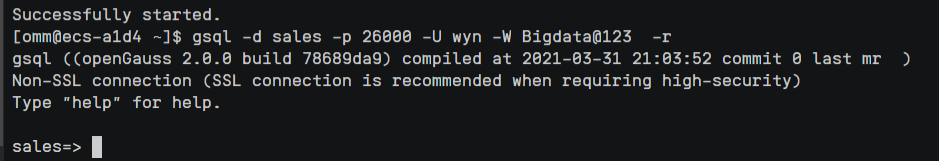 Successfully started.
[omm@ecs-a1d4 ~]$ gsql -d sales -p 26000 -U wyn -W Bigdata@123  -r
gsql ((openGauss 2.0.0 build 78689da9) compiled at 2021-03-31 21:03:52 commit 0 last mr  )
Non-SSL connection (SSL connection is recommended when requiring high-security)
Type "help" for help.
sales=>